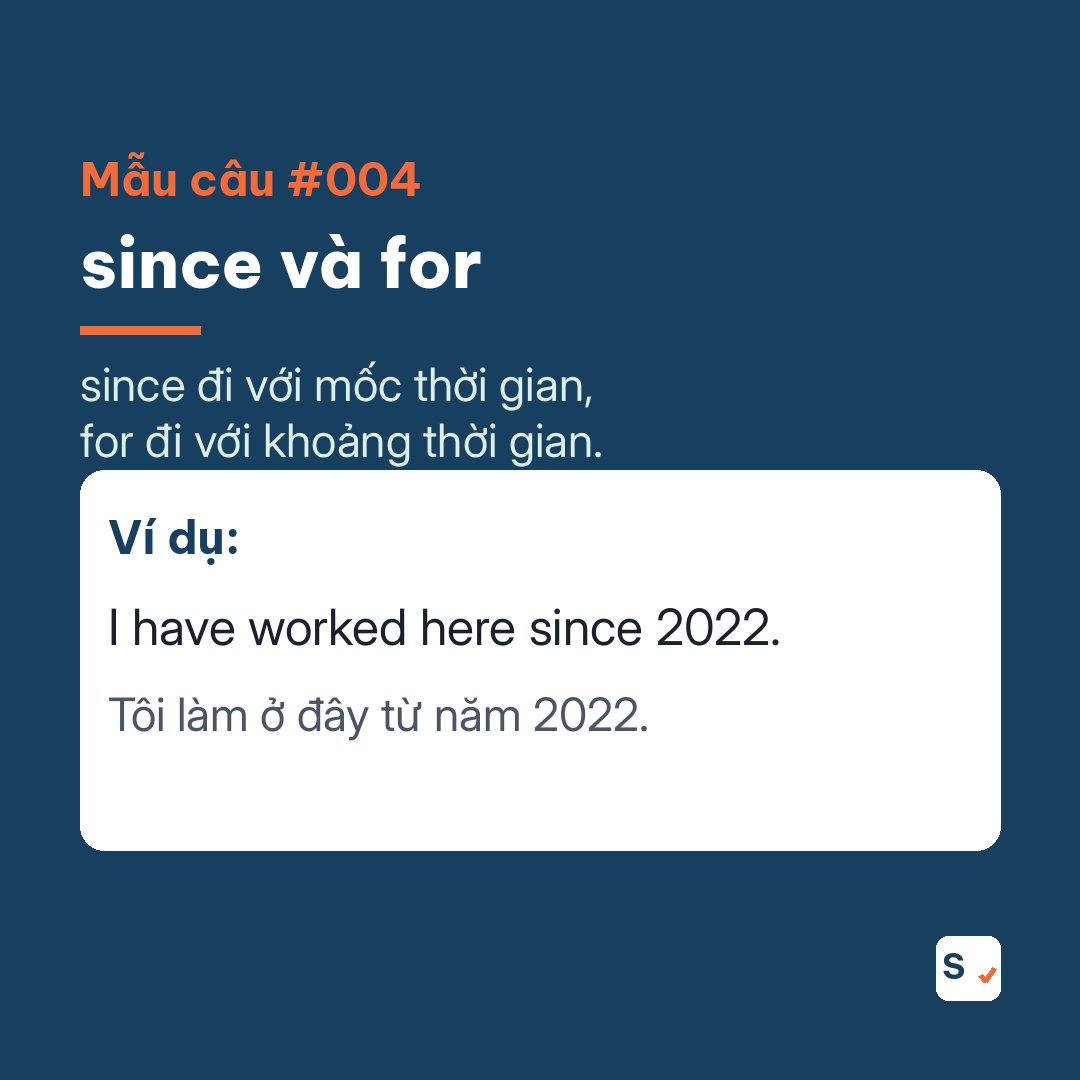 Mẫu câu #004
since và for
since đi với mốc thời gian,
for đi với khoảng thời gian.
Ví dụ:
I have worked here since 2022.
Tôi làm ở đây từ năm 2022.
S